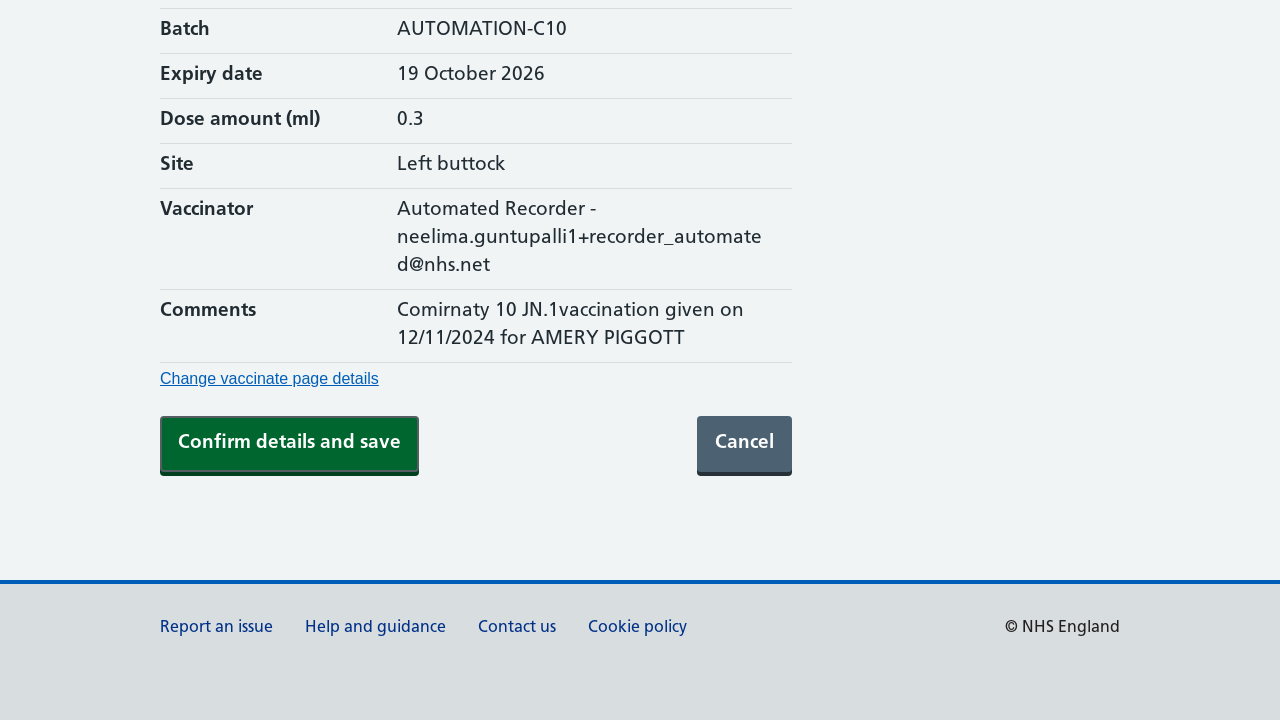 Batch AUTOMATION-C10
Expiry date 19 October 2026
Dose amount (ml) 0.3
Site Left buttock
Vaccinator Automated Recorder -
neelima.guntupalli1+recorder_automate
d@nhs.net
Comments Comirnaty 10 JN.1vaccination given on
12/11/2024 for AMERY PIGGOTT
Change vaccinate page details
Confirm details and save Cancel
Report an issue Help and guidance Contact us Cookie policy © NHS England